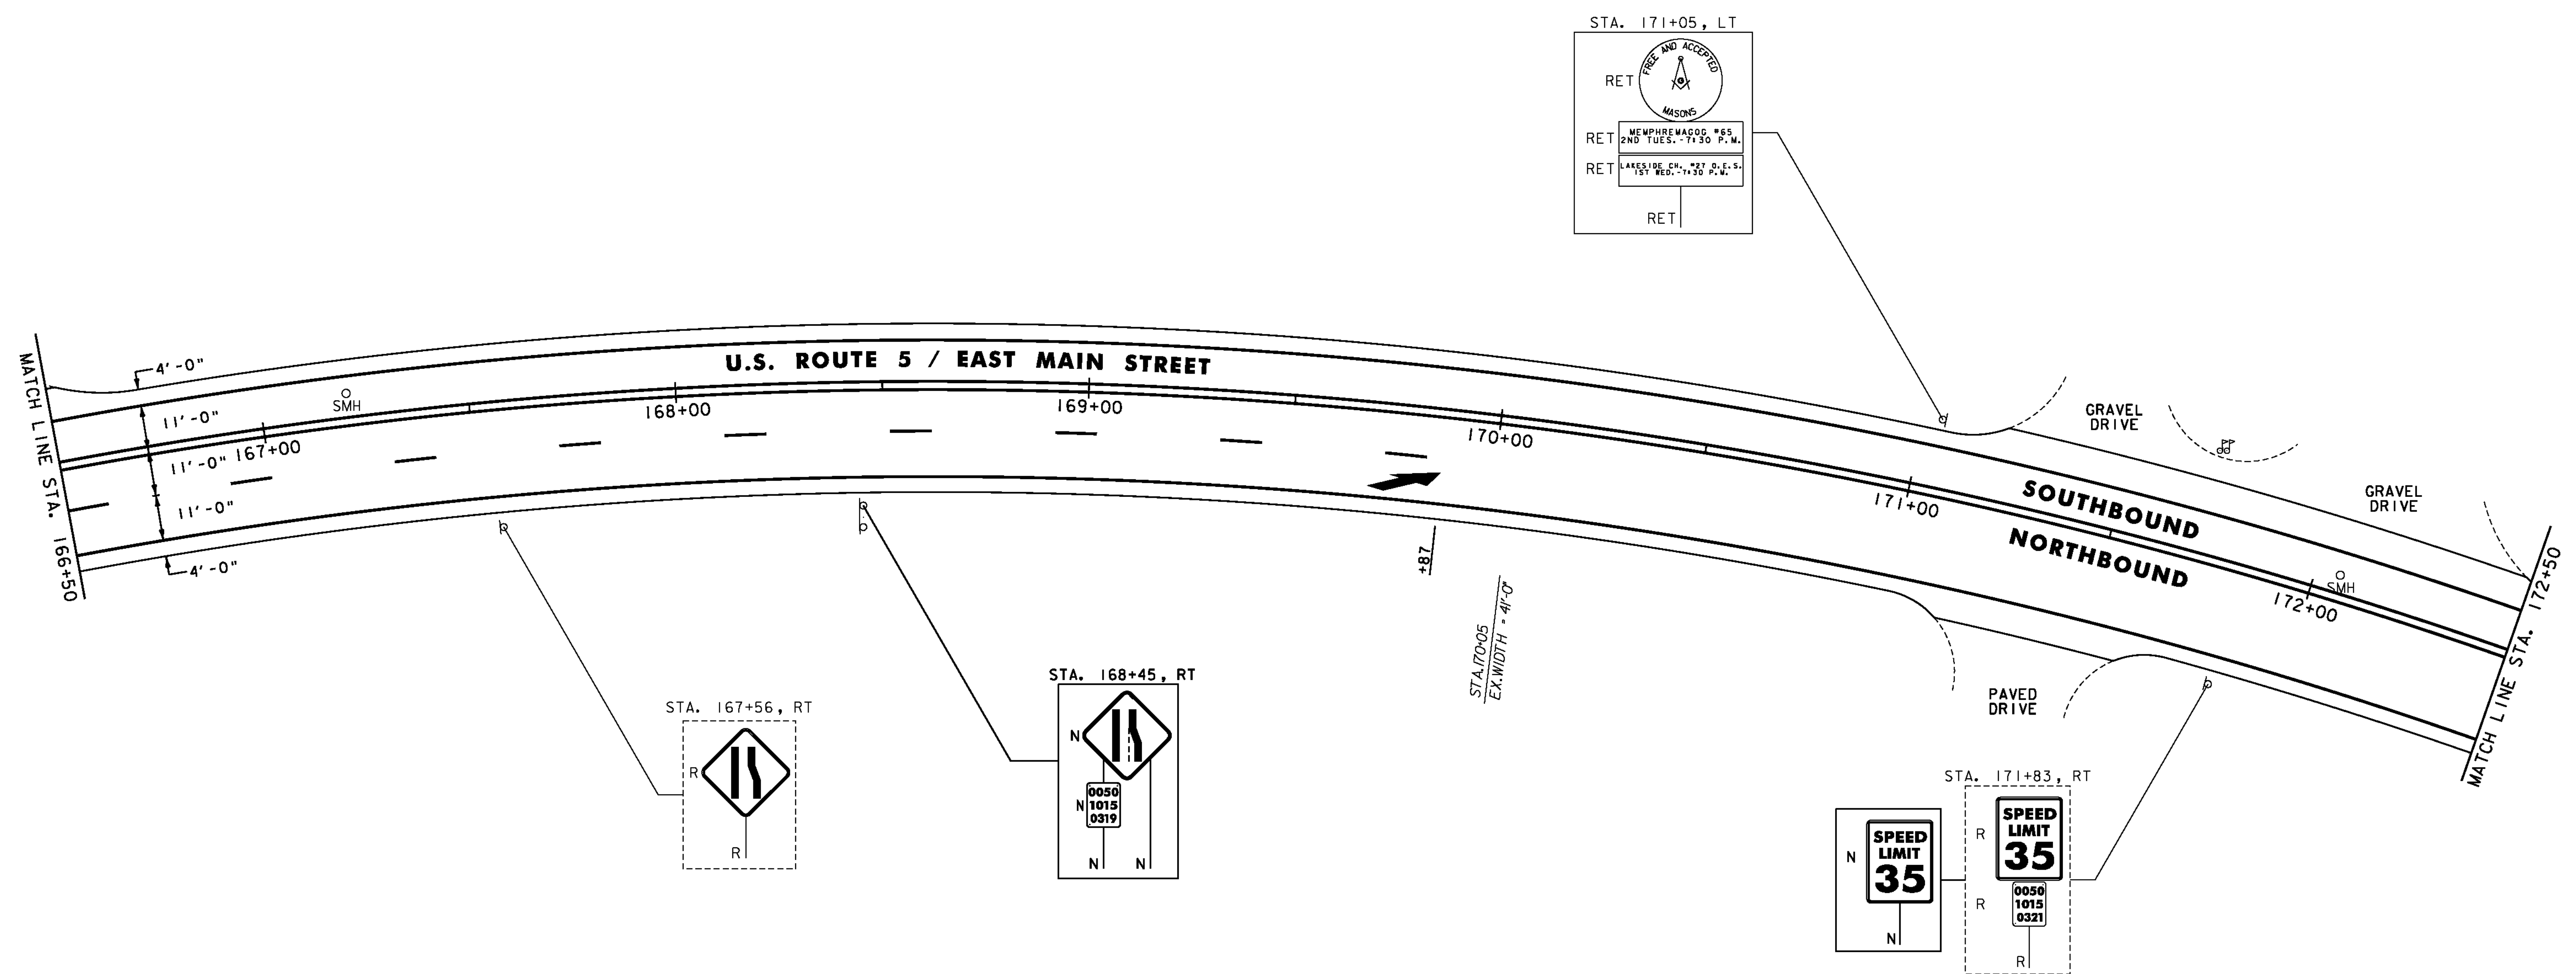 STA. 171+05, LT
RET
FREE AND ACCEPTED
MASONS
RET
MEMPHREMAGOG #65
2ND TUES.-7:30 P.M.
RET
LAKESIDE CH. #27 O.E.S.
1ST WED.-7:30 P.M.
RET
MATCH LINE STA. 166+50
4'-0"
11'-0"
11'-0"
11'-0"
4'-0"
SMH
167+00
U.S. ROUTE 5 / EAST MAIN STREET
168+00
169+00
170+00
171+00
172+00
SOUTHBOUND
NORTHBOUND
GRAVEL
DRIVE
GRAVEL
DRIVE
SMH
MATCH LINE STA. 172+50
+87
STA.170+05
EX.WIDTH = 41'-0"
PAVED
DRIVE
STA. 167+56, RT
R
R
STA. 168+45, RT
N
N
0050
1015
0319
N
N
STA. 171+83, RT
N
SPEED
LIMIT
35
N
R
SPEED
LIMIT
35
R
0050
1015
0321
R